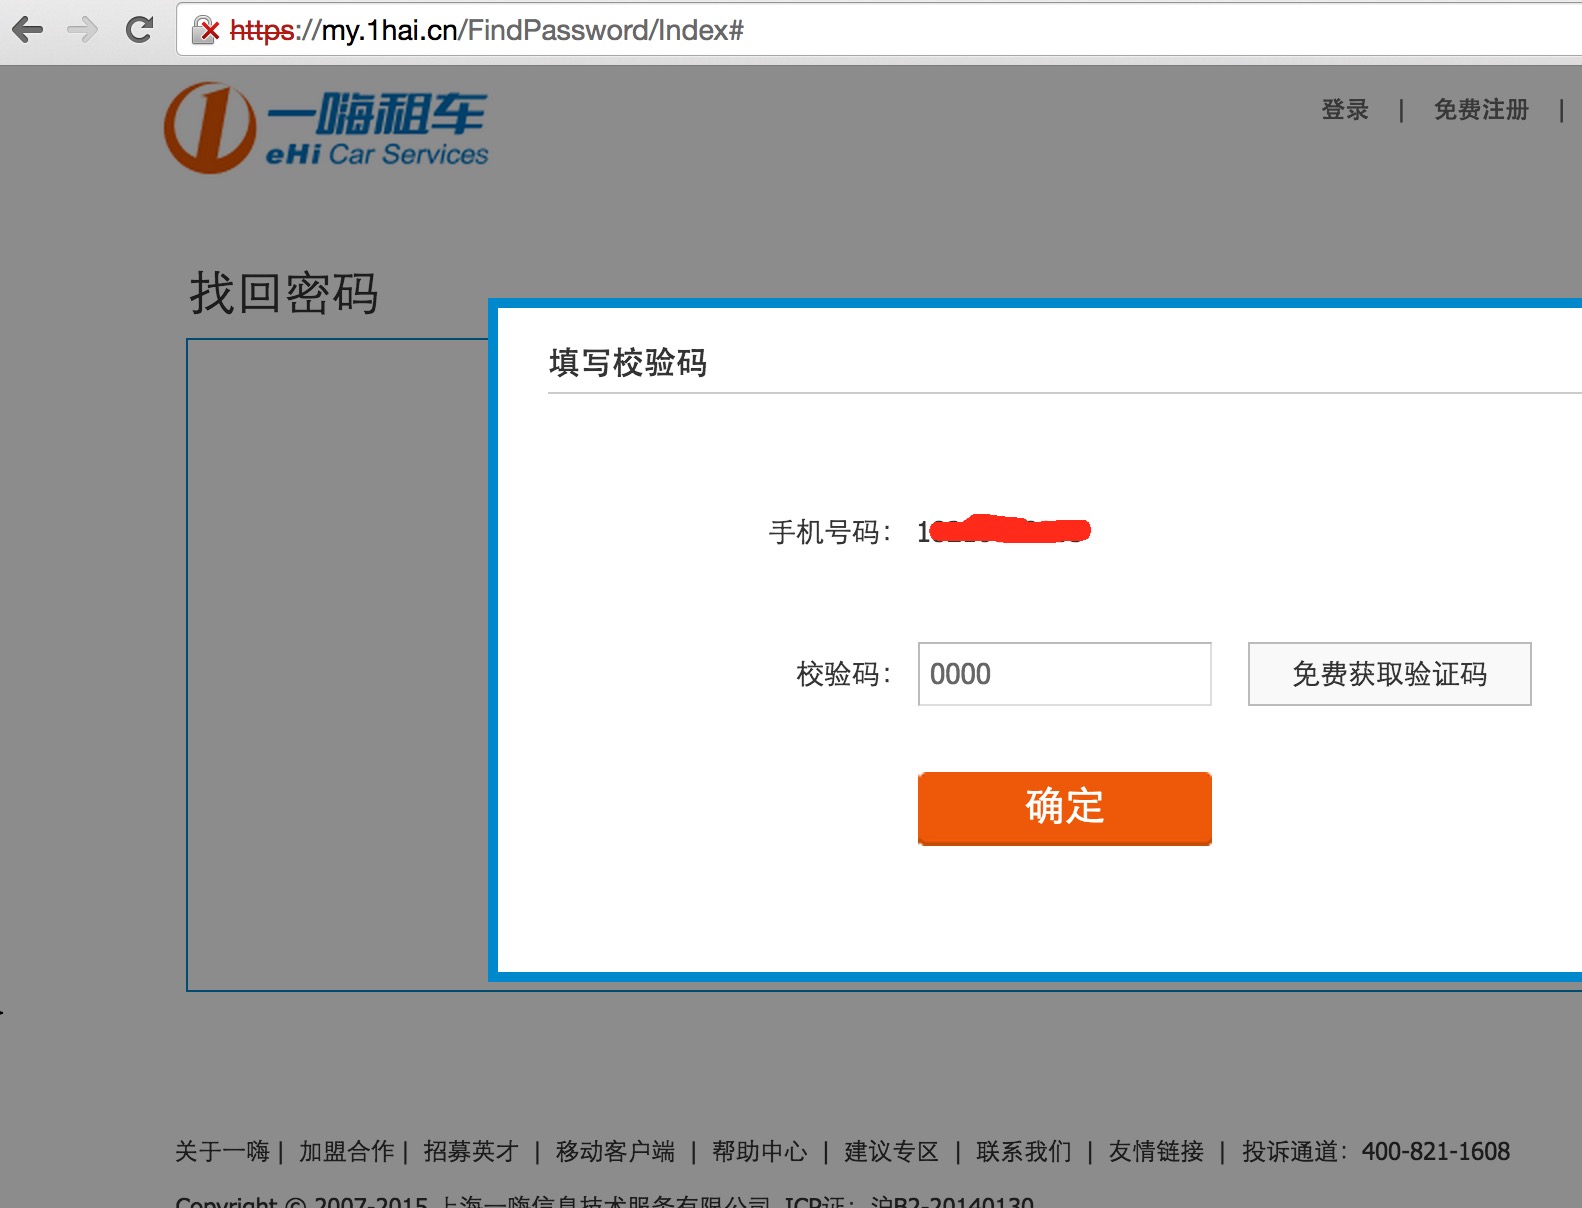 https://my.1hai.cn/FindPassword/Index#
一嗨租车
eHi Car Services
登录 | 免费注册 |
找回密码
填写校验码
手机号码： 1
校验码： 0000 免费获取验证码
确定
关于一嗨 | 加盟合作 | 招募英才 | 移动客户端 | 帮助中心 | 建议专区 | 联系我们 | 友情链接 | 投诉通道：400-821-1608
Copyright © 2007-2015 上海一嗨信息技术服务有限公司 ICP证：沪B2-20140130